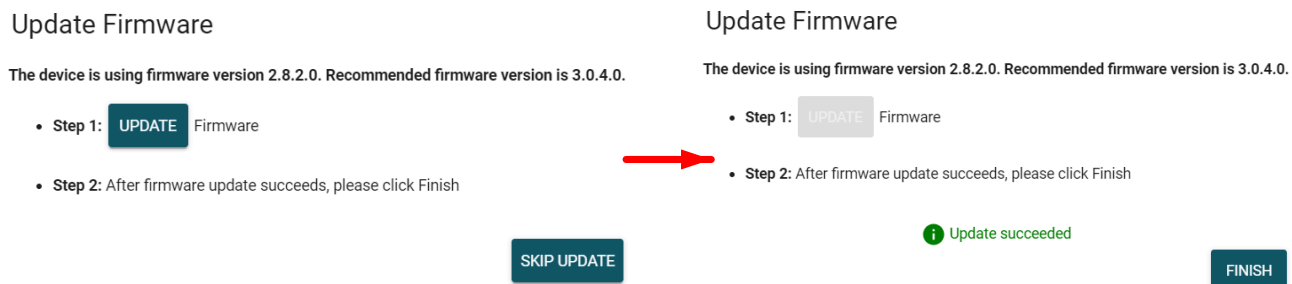 Update Firmware
The device is using firmware version 2.8.2.0. Recommended firmware version is 3.0.4.0.
• Step 1: UPDATE Firmware
• Step 2: After firmware update succeeds, please click Finish
SKIP UPDATE
Update Firmware
The device is using firmware version 2.8.2.0. Recommended firmware version is 3.0.4.0.
• Step 1: UPDATE Firmware
• Step 2: After firmware update succeeds, please click Finish
i Update succeeded
FINISH